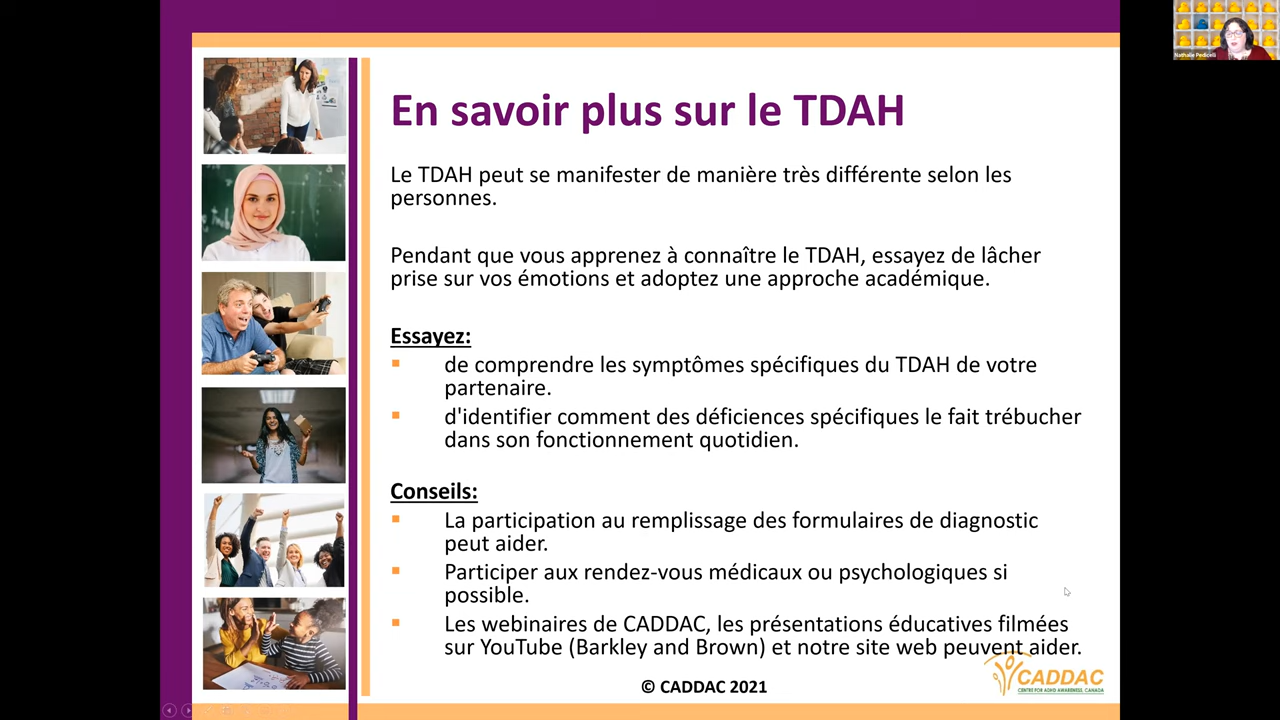 En savoir plus sur le TDAH
Le TDAH peut se manifester de manière très différente selon les
personnes.
Pendant que vous apprenez à connaître le TDAH, essayez de lâcher
prise sur vos émotions et adoptez une approche académique.
Essayez:
de comprendre les symptômes spécifiques du TDAH de votre
partenaire.
d'identifier comment des déficiences spécifiques le fait trébucher
dans son fonctionnement quotidien.
Conseils:
La participation au remplissage des formulaires de diagnostic
peut aider.
Participer aux rendez-vous médicaux ou psychologiques si
possible.
Les webinaires de CADDAC, les présentations éducatives filmées
sur YouTube (Barkley and Brown) et notre site web peuvent aider.
© CADDAC 2021
CADDAC
CENTRE FOR ADHD AWARENESS, CANADA
Nathalie Pedicelli